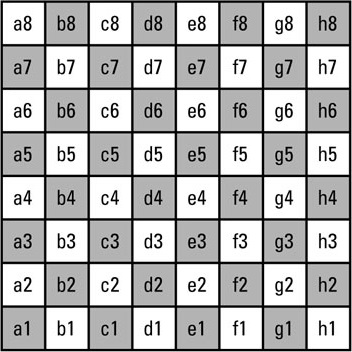 a8 b8 c8 d8 e8 f8 g8 h8
a7 b7 c7 d7 e7 f7 g7 h7
a6 b6 c6 d6 e6 f6 g6 h6
a5 b5 c5 d5 e5 f5 g5 h5
a4 b4 c4 d4 e4 f4 g4 h4
a3 b3 c3 d3 e3 f3 g3 h3
a2 b2 c2 d2 e2 f2 g2 h2
a1 b1 c1 d1 e1 f1 g1 h1